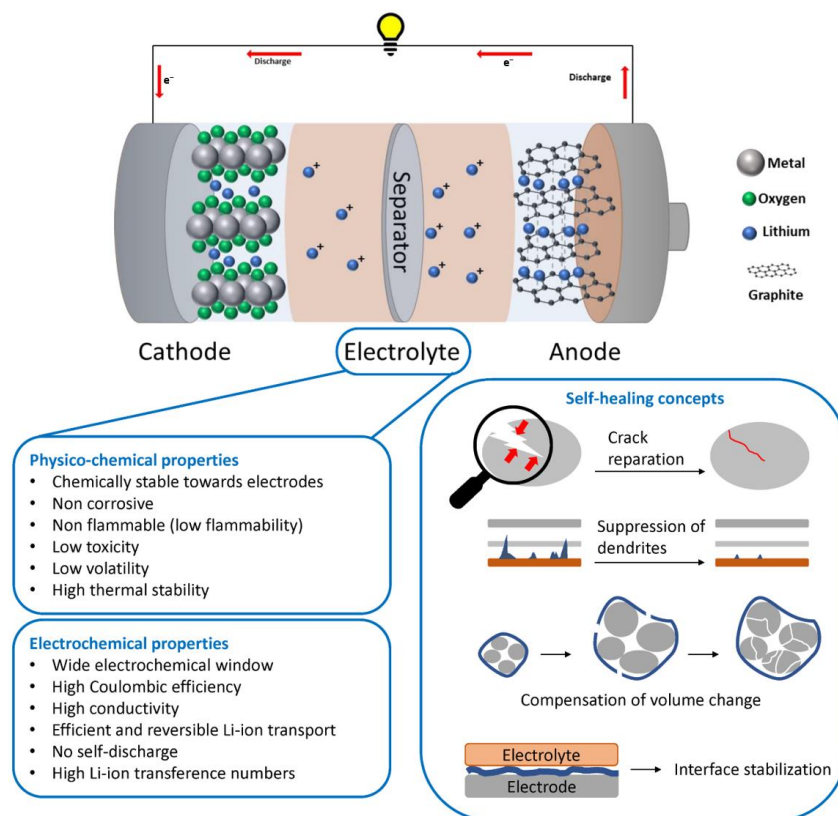 Discharge
e⁻
e⁻
Discharge
+
+
+
+
+
+
+
+
+
+
Separator
Metal
Oxygen
Lithium
Graphite
Cathode
Electrolyte
Anode
Physico-chemical properties
• Chemically stable towards electrodes
• Non corrosive
• Non flammable (low flammability)
• Low toxicity
• Low volatility
• High thermal stability
Electrochemical properties
• Wide electrochemical window
• High Coulombic efficiency
• High conductivity
• Efficient and reversible Li-ion transport
• No self-discharge
• High Li-ion transference numbers
Self-healing concepts
Crack
reparation
Suppression of
dendrites
Compensation of volume change
Electrolyte
Electrode
Interface stabilization